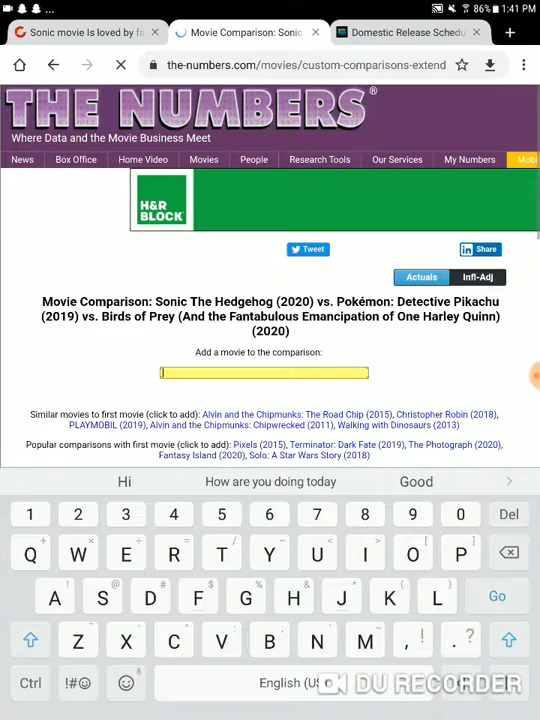 86% 1:41 PM
Sonic movie Is loved by fa
Movie Comparison: Sonic
Domestic Release Schedu
the-numbers.com/movies/custom-comparisons-extend
THE NUMBERS®
Where Data and the Movie Business Meet
News Box Office Home Video Movies People Research Tools Our Services My Numbers Mobi
H&R BLOCK
Tweet Share
Actuals Infl-Adj
Movie Comparison: Sonic The Hedgehog (2020) vs. Pokémon: Detective Pikachu
(2019) vs. Birds of Prey (And the Fantabulous Emancipation of One Harley Quinn)
(2020)
Add a movie to the comparison:
Similar movies to first movie (click to add): Alvin and the Chipmunks: The Road Chip (2015), Christopher Robin (2018),
PLAYMOBIL (2019), Alvin and the Chipmunks: Chipwrecked (2011), Walking with Dinosaurs (2013)
Popular comparisons with first movie (click to add): Pixels (2015), Terminator: Dark Fate (2019), The Photograph (2020),
Fantasy Island (2020), Solo: A Star Wars Story (2018)
Hi How are you doing today Good
1 2 3 4 5 6 7 8 9 0 Del
Q W E R T Y U I O P
A S D F G H J K L Go
Z X C V B N M , ! . ?
Ctrl !#☺ English (US)
DU RECORDER